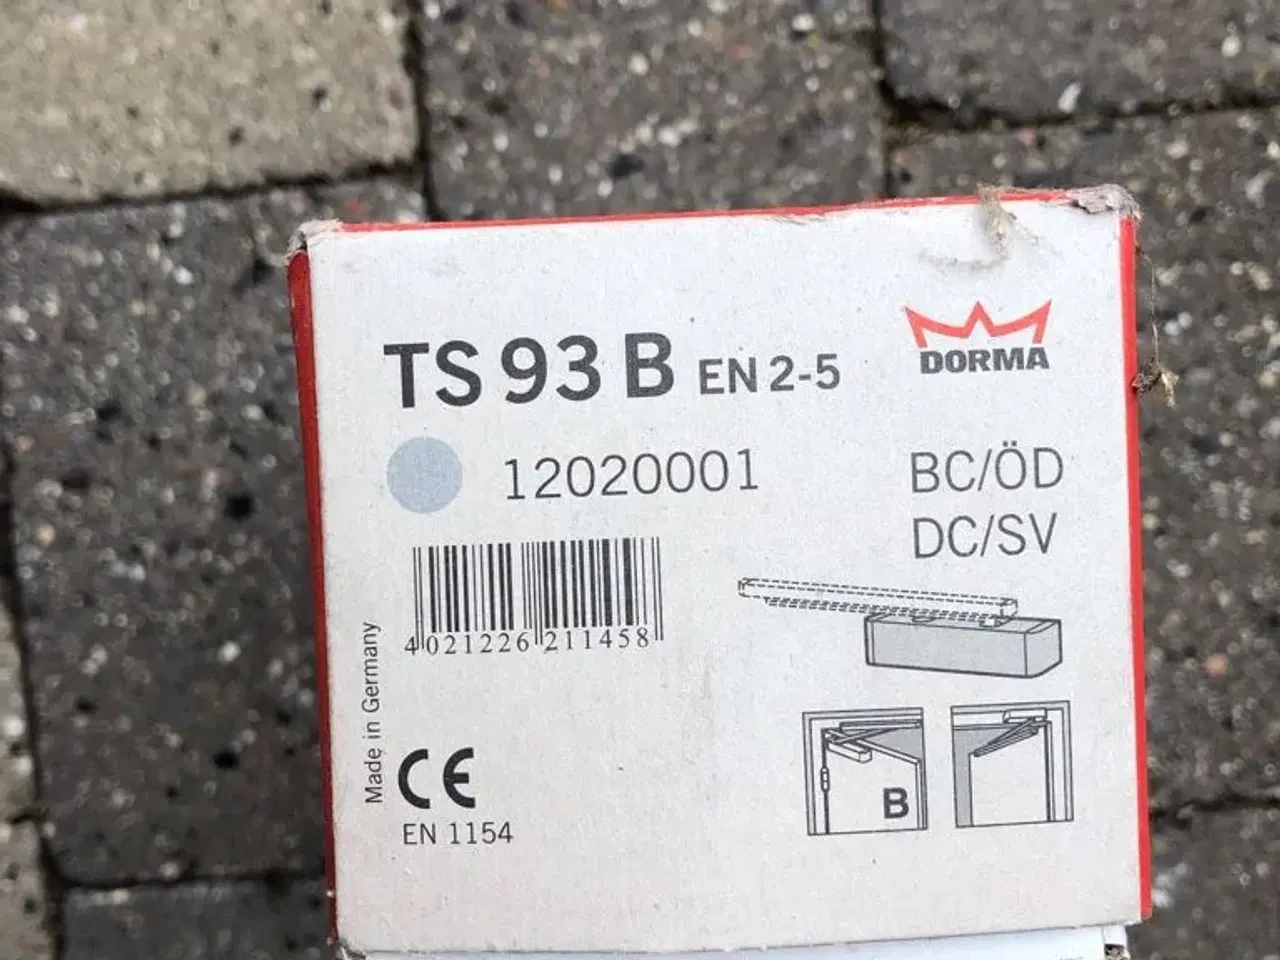 TS 93 B EN 2-5
DORMA
12020001
BC/ÖD
DC/SV
4 021226 211458
Made in Germany
CE
EN 1154
B